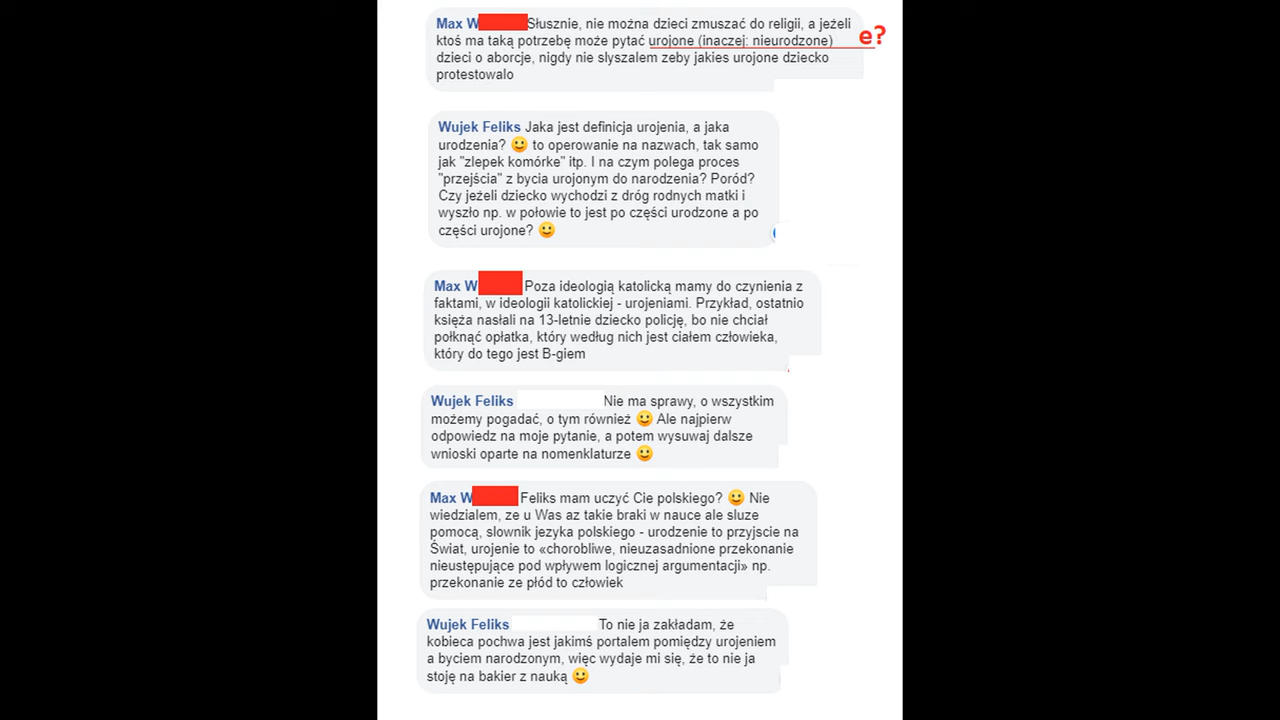 Max W Słusznie, nie można dzieci zmuszać do religii, a jeżeli
ktoś ma taką potrzebę może pytać urojone (inaczej: nieurodzone) e?
dzieci o aborcje, nigdy nie slyszalem zeby jakies urojone dziecko
protestowalo
Wujek Feliks Jaka jest definicja urojenia, a jaka
urodzenia? 🙂 to operowanie na nazwach, tak samo
jak "zlepek komórke" itp. I na czym polega proces
"przejścia" z bycia urojonym do narodzenia? Poród?
Czy jeżeli dziecko wychodzi z dróg rodnych matki i
wyszło np. w połowie to jest po części urodzone a po
części urojone? 🙂
Max W Poza ideologią katolicką mamy do czynienia z
faktami, w ideologii katolickiej - urojeniami. Przykład, ostatnio
księża nasłali na 13-letnie dziecko policję, bo nie chciał
połknąć opłatka, który według nich jest ciałem człowieka,
który do tego jest B-giem
Wujek Feliks Nie ma sprawy, o wszystkim
możemy pogadać, o tym również 🙂 Ale najpierw
odpowiedz na moje pytanie, a potem wysuwaj dalsze
wnioski oparte na nomenklaturze 🙂
Max W Feliks mam uczyć Cie polskiego? 🙂 Nie
wiedzialem, ze u Was az takie braki w nauce ale sluze
pomocą, slownik jezyka polskiego - urodzenie to przyjscie na
Świat, urojenie to «chorobliwe, nieuzasadnione przekonanie
nieustępujące pod wpływem logicznej argumentacji» np.
przekonanie ze płód to człowiek
Wujek Feliks To nie ja zakładam, że
kobieca pochwa jest jakimś portalem pomiędzy urojeniem
a byciem narodzonym, więc wydaje mi się, że to nie ja
stoję na bakier z nauką 🙂